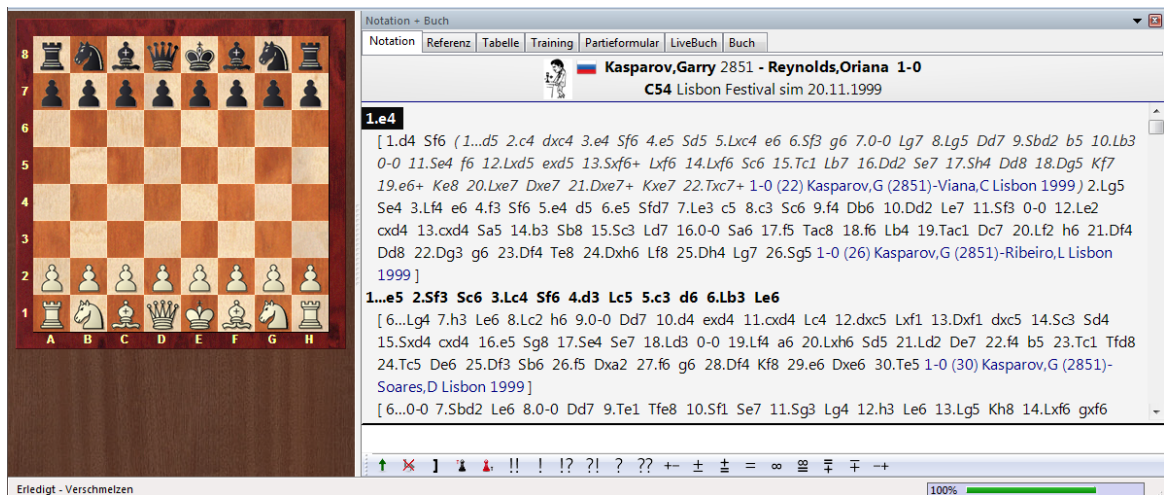 Notation + Buch
Notation Referenz Tabelle Training Partieformular LiveBuch Buch
Kasparov,Garry 2851 - Reynolds,Oriana 1-0
C54 Lisbon Festival sim 20.11.1999
1.e4
[ 1.d4 Sf6 ( 1...d5 2.c4 dxc4 3.e4 Sf6 4.e5 Sd5 5.Lxc4 e6 6.Sf3 g6 7.0-0 Lg7 8.Lg5 Dd7 9.Sbd2 b5 10.Lb3
0-0 11.Se4 f6 12.Lxd5 exd5 13.Sxf6+ Lxf6 14.Lxf6 Sc6 15.Tc1 Lb7 16.Dd2 Se7 17.Sh4 Dd8 18.Dg5 Kf7
19.e6+ Ke8 20.Lxe7 Dxe7 21.Dxe7+ Kxe7 22.Txc7+ 1-0 (22) Kasparov,G (2851)-Viana,C Lisbon 1999 ) 2.Lg5
Se4 3.Lf4 e6 4.f3 Sf6 5.e4 d5 6.e5 Sfd7 7.Le3 c5 8.c3 Sc6 9.f4 Db6 10.Dd2 Le7 11.Sf3 0-0 12.Le2
cxd4 13.cxd4 Sa5 14.b3 Sb8 15.Sc3 Ld7 16.0-0 Sa6 17.f5 Tac8 18.f6 Lb4 19.Tac1 Dc7 20.Lf2 h6 21.Df4
Dd8 22.Dg3 g6 23.Df4 Te8 24.Dxh6 Lf8 25.Dh4 Lg7 26.Sg5 1-0 (26) Kasparov,G (2851)-Ribeiro,L Lisbon
1999 ]
1...e5 2.Sf3 Sc6 3.Lc4 Sf6 4.d3 Lc5 5.c3 d6 6.Lb3 Le6
[ 6...Lg4 7.h3 Le6 8.Lc2 h6 9.0-0 Dd7 10.d4 exd4 11.cxd4 Lc4 12.dxc5 Lxf1 13.Dxf1 dxc5 14.Sc3 Sd4
15.Sxd4 cxd4 16.e5 Sg8 17.Se4 Se7 18.Ld3 0-0 19.Lf4 a6 20.Lxh6 Sd5 21.Ld2 De7 22.f4 b5 23.Tc1 Tfd8
24.Tc5 De6 25.Df3 Sb6 26.f5 Dxa2 27.f6 g6 28.Df4 Kf8 29.e6 Dxe6 30.Te5 1-0 (30) Kasparov,G (2851)-
Soares,D Lisbon 1999 ]
[ 6...0-0 7.Sbd2 Le6 8.0-0 Dd7 9.Te1 Tfe8 10.Sf1 Se7 11.Sg3 Lg4 12.h3 Le6 13.Lg5 Kh8 14.Lxf6 gxf6
8
7
6
5
4
3
2
1
A B C D E F G H
] !! ! !? ?! ? ?? +- ± ⩲ = ∞ ⩱ ∓ -+
Erledigt - Verschmelzen
100%